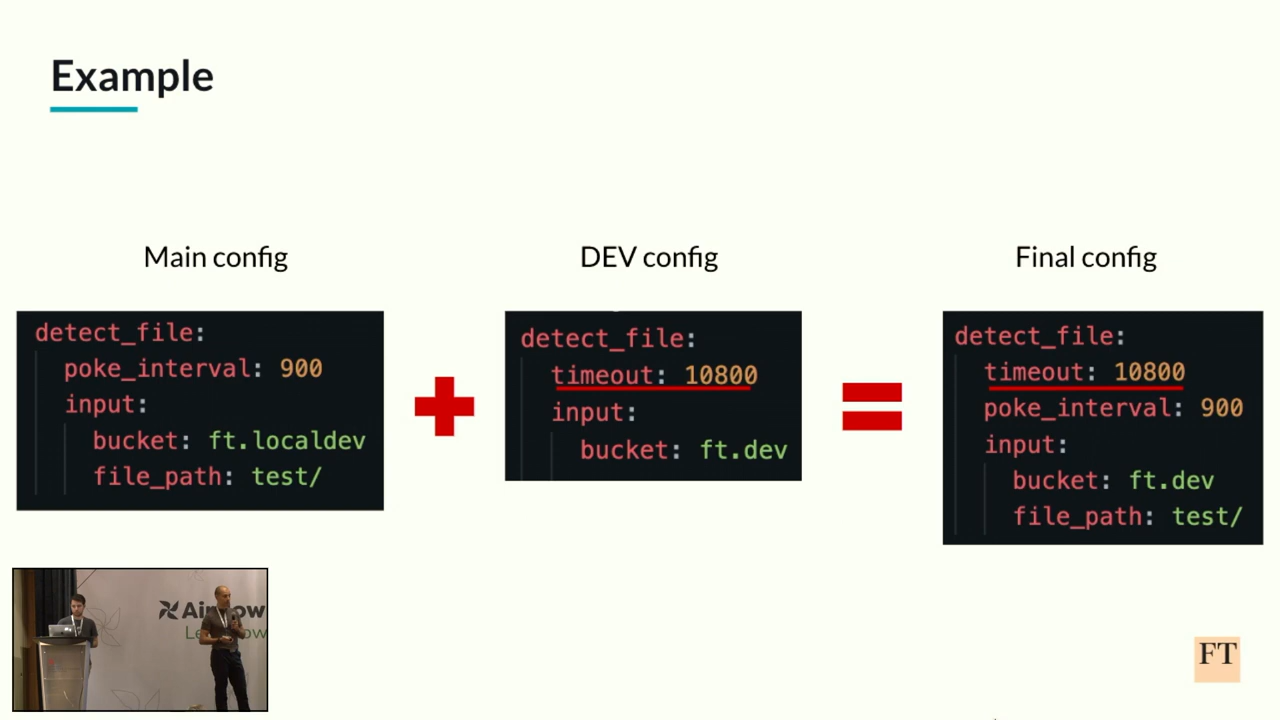 Example
Main config
DEV config
Final config
detect_file:
poke_interval: 900
input:
bucket: ft.localdev
file_path: test/
detect_file:
timeout: 10800
input:
bucket: ft.dev
detect_file:
timeout: 10800
poke_interval: 900
input:
bucket: ft.dev
file_path: test/
FT